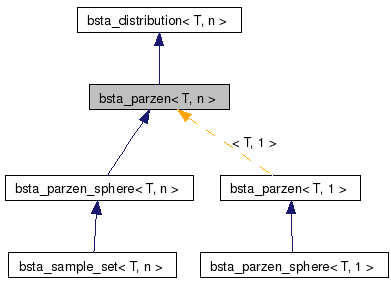 bsta_distribution< T, n >
bsta_parzen< T, n >
< T, 1 >
bsta_parzen_sphere< T, n >
bsta_parzen< T, 1 >
bsta_sample_set< T, n >
bsta_parzen_sphere< T, 1 >